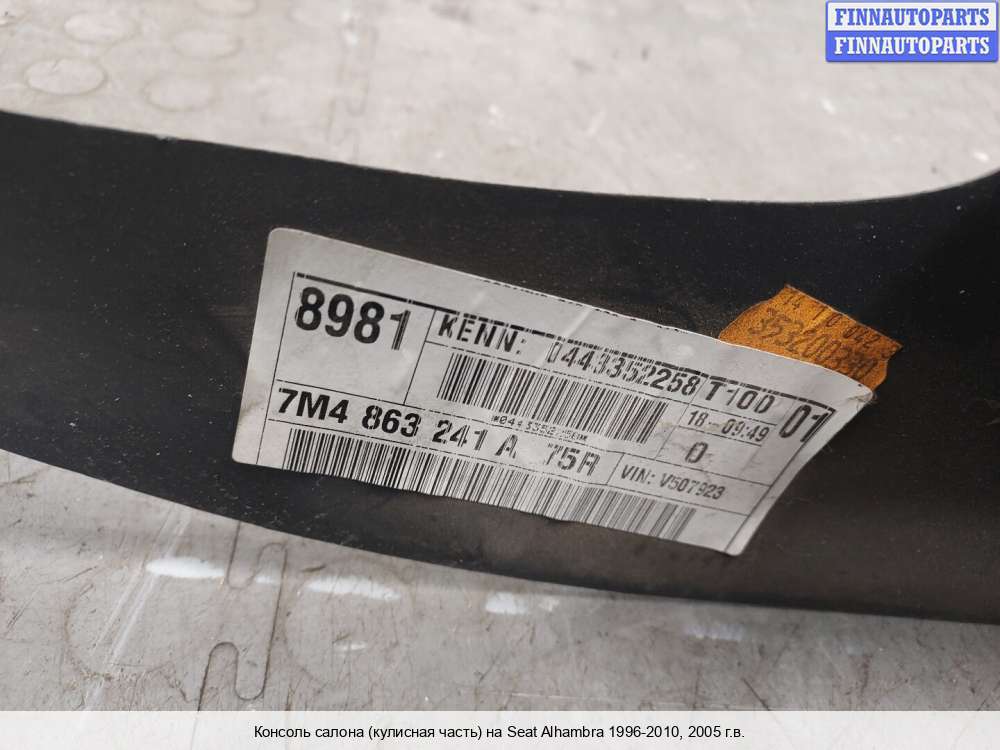 FINNAUTOPARTS
FINNAUTOPARTS
8981
KENN: 0443352258
T10D 01
18 09:49
0
7M4 863 241 A 75R
VIN: V507923
Консоль салона (кулисная часть) на Seat Alhambra 1996-2010, 2005 г.в.